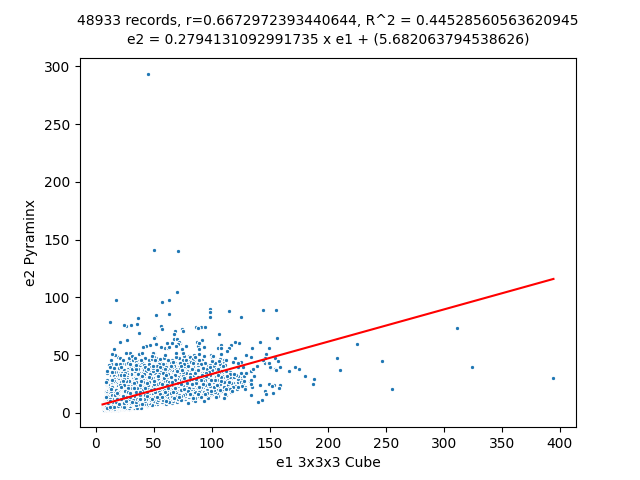 48933 records, r=0.6672972393440644, R^2 = 0.44528560563620945
e2 = 0.2794131092991735 x e1 + (5.682063794538626)
300
250
200
150
100
50
0
e2 Pyraminx
0 50 100 150 200 250 300 350 400
e1 3x3x3 Cube